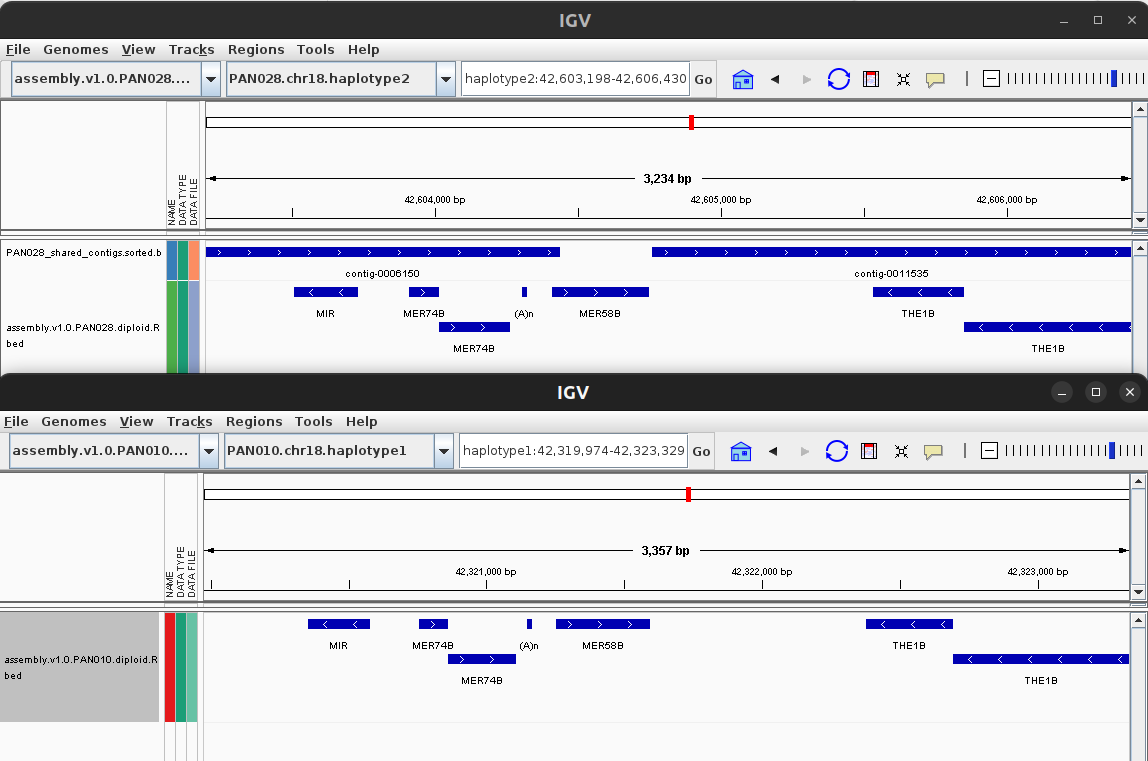 IGV
File Genomes View Tracks Regions Tools Help
assembly.v1.0.PAN028.... PAN028.chr18.haplotype2 haplotype2:42,603,198-42,606,430 Go
NAME
DATA TYPE
DATA FILE
3,234 bp
42,604,000 bp 42,605,000 bp 42,606,000 bp
PAN028_shared_contigs.sorted.b
contig-0006150 contig-0011535
MIR MER74B (A)n MER58B THE1B
assembly.v1.0.PAN028.diploid.R
bed
MER74B THE1B
IGV
File Genomes View Tracks Regions Tools Help
assembly.v1.0.PAN010.... PAN010.chr18.haplotype1 haplotype1:42,319,974-42,323,329 Go
NAME
DATA TYPE
DATA FILE
3,357 bp
42,321,000 bp 42,322,000 bp 42,323,000 bp
MIR MER74B (A)n MER58B THE1B
assembly.v1.0.PAN010.diploid.R
bed
MER74B THE1B